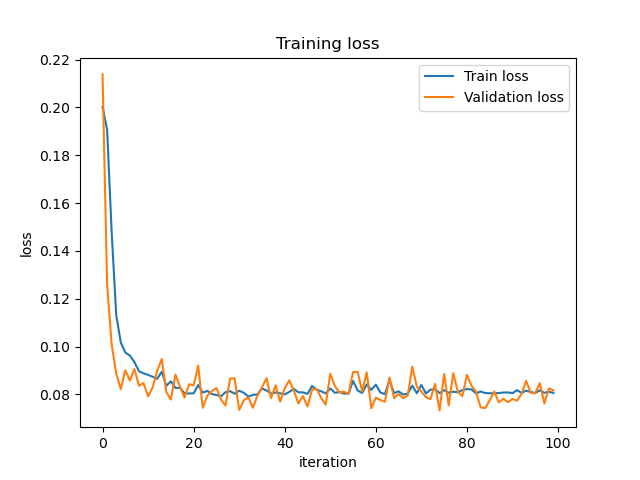 Training loss
0.22
0.20
0.18
0.16
0.14
0.12
0.10
0.08
loss
Train loss
Validation loss
0 20 40 60 80 100
iteration